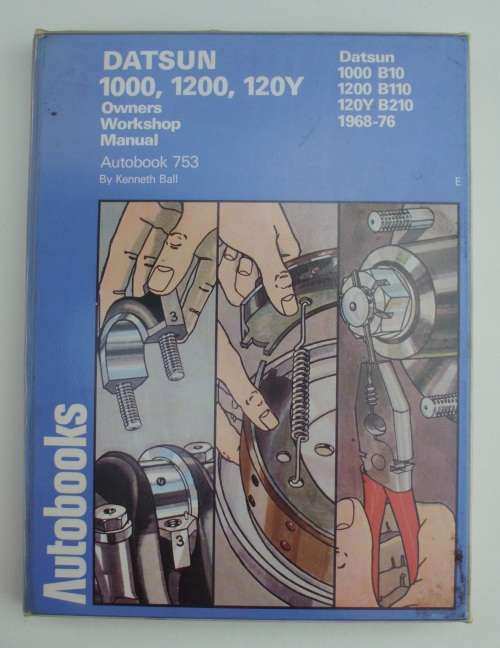 DATSUN
1000, 1200, 120Y
Owners
Workshop
Manual
Autobook 753
By Kenneth Ball
Datsun
1000 B10
1200 B110
120Y B210
1968-76
E
3
3
Autobooks